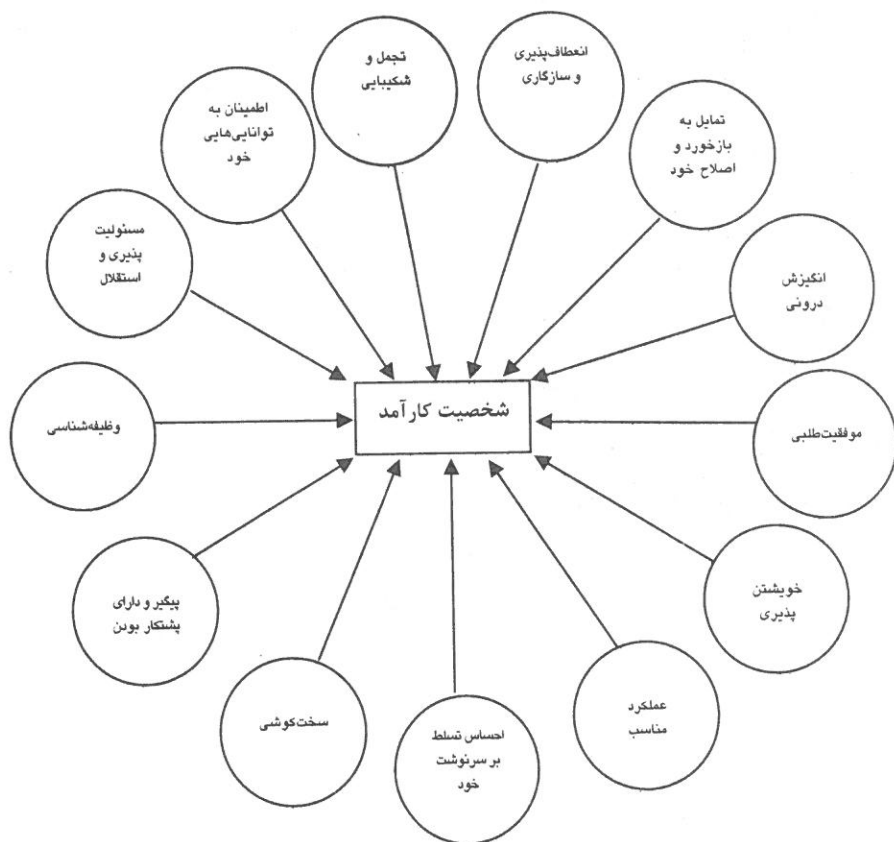 انعطاف‌پذیری
و سازگاری
تجمل و
شکیبایی
تمایل به
بازخورد و
اصلاح خود
اطمینان به
توانایی‌هایی
خود
انگیزش
درونی
مسئولیت
پذیری و
استقلال
شخصیت کارآمد
موفقیت‌طلبی
وظیفه‌شناسی
خویشتن
پذیری
پیگیر و دارای
پشتکار بودن
عملکرد
مناسب
سخت‌کوشی
احساس تسلط
بر سرنوشت
خود